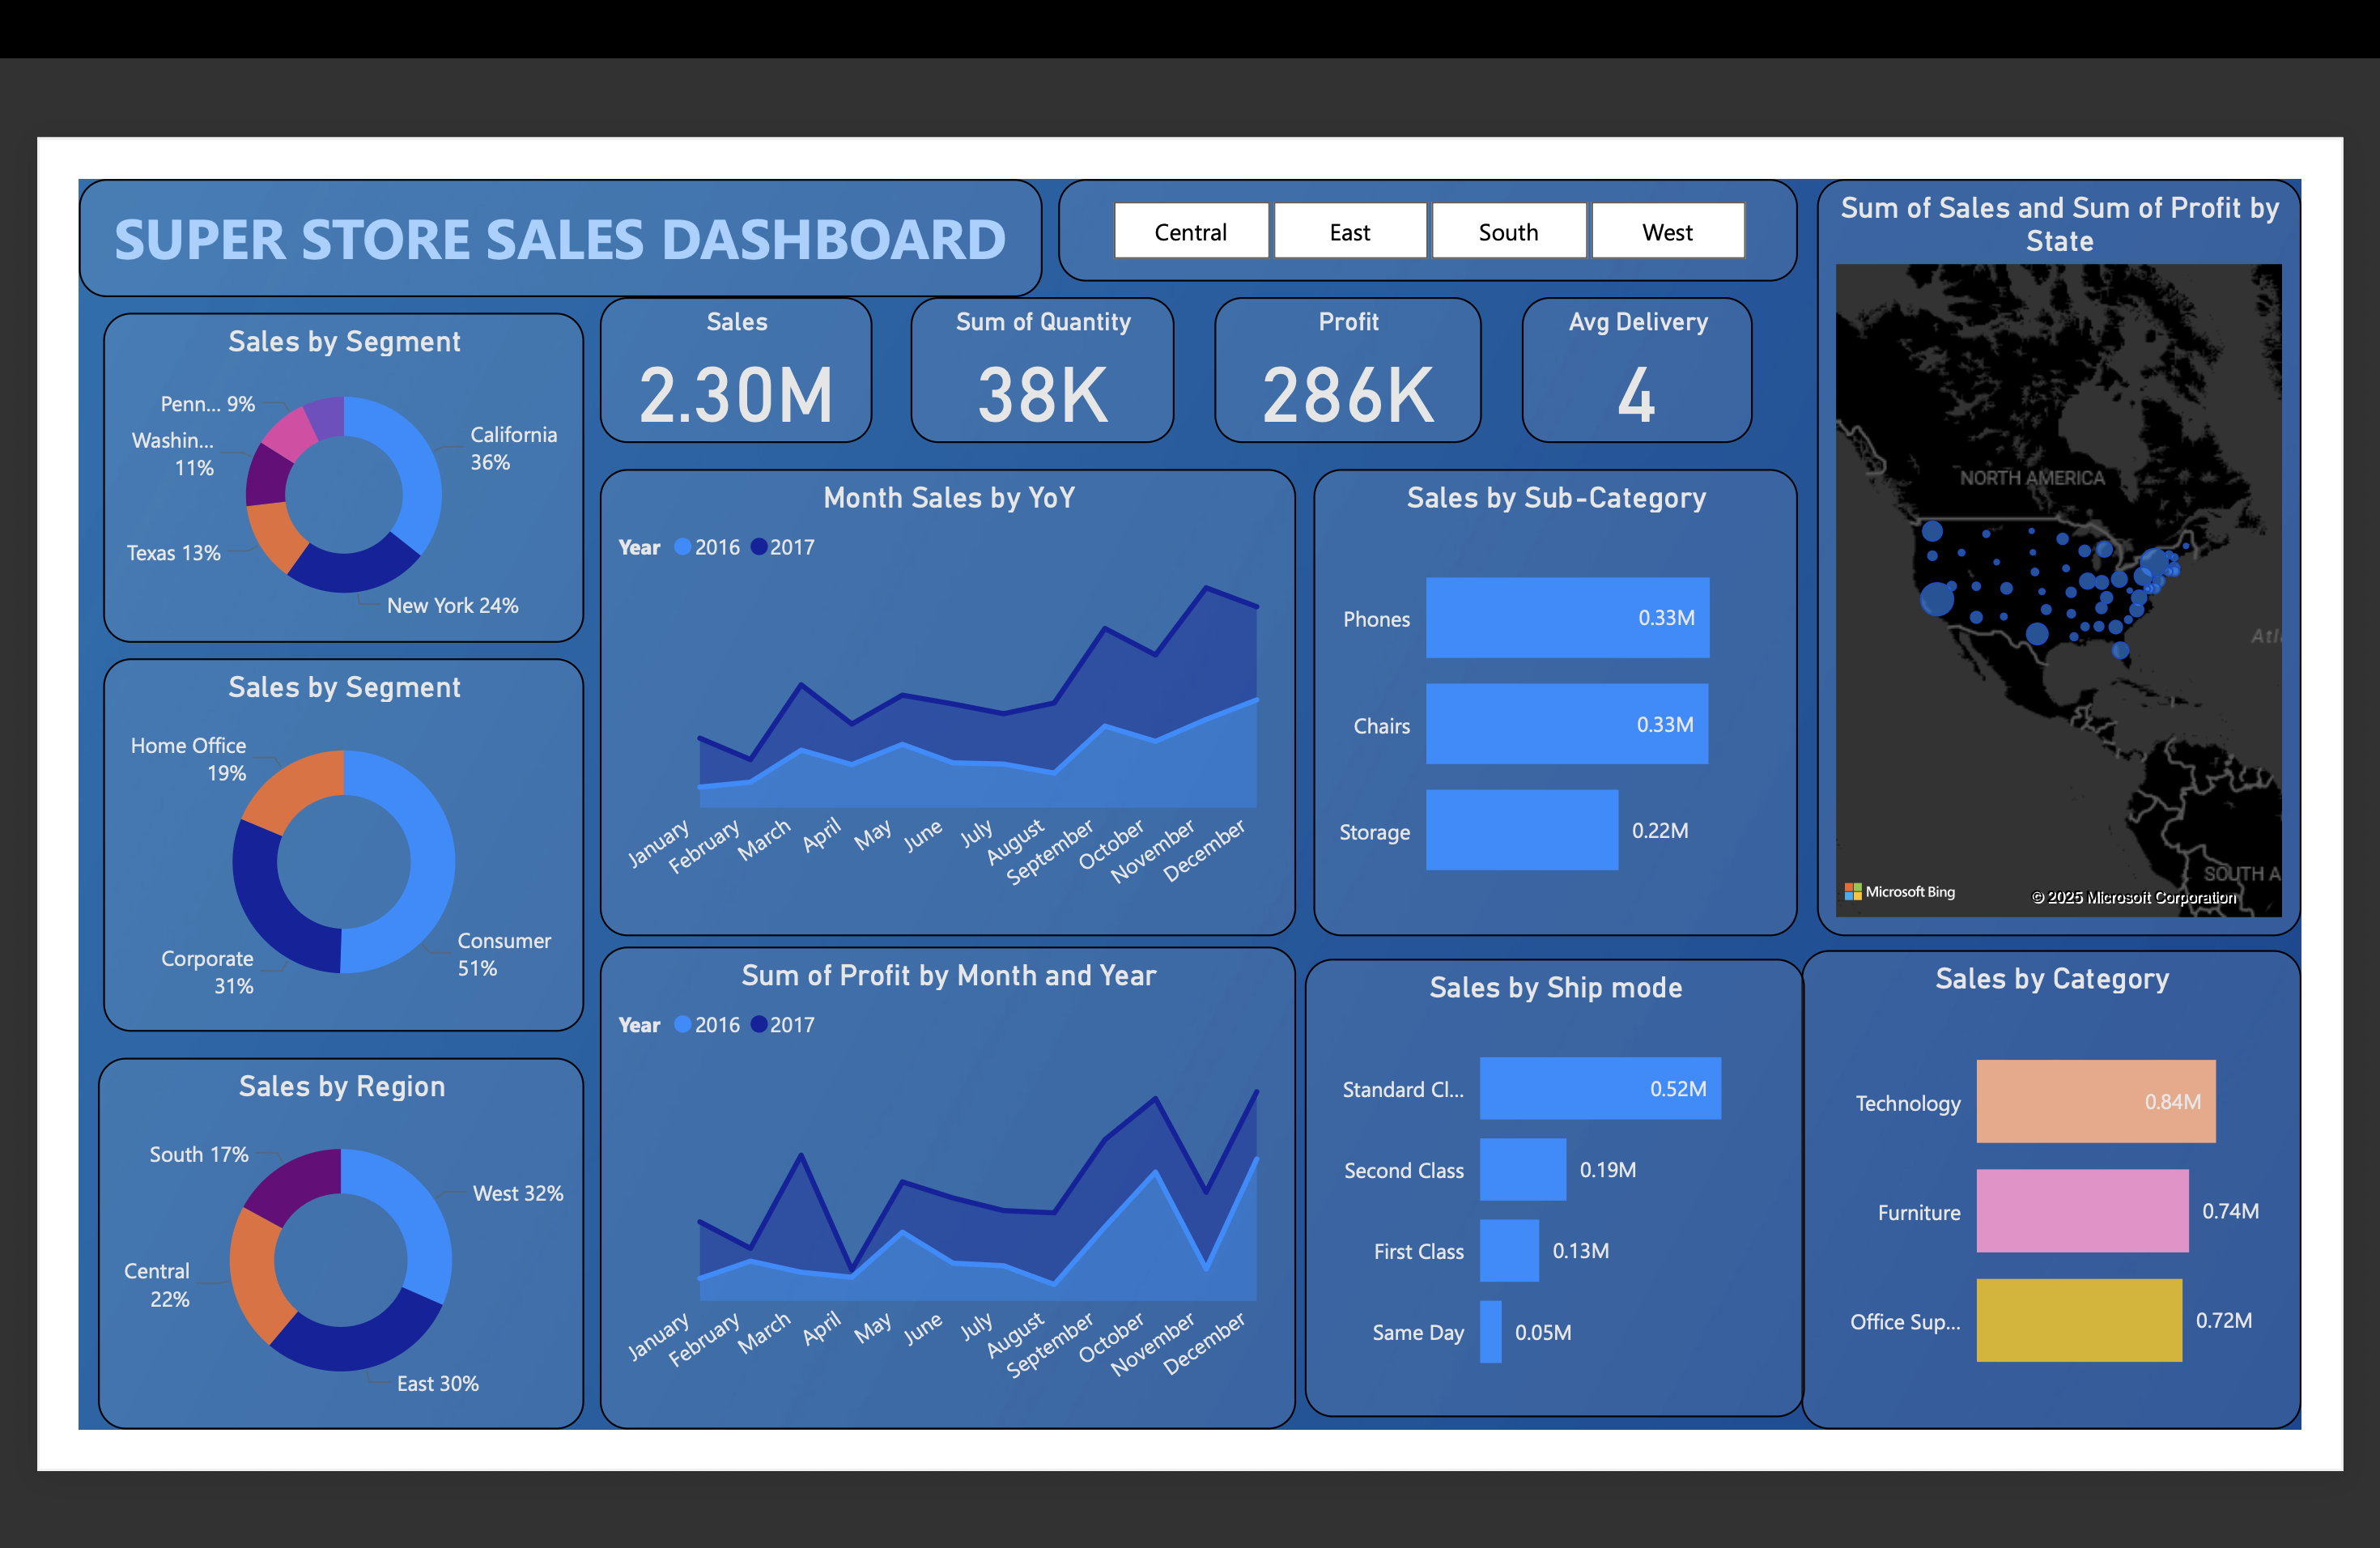 SUPER STORE SALES DASHBOARD
Central
East
South
West
Sum of Sales and Sum of Profit by
State
NORTH AMERICA
Atl
SOUTH A
Microsoft Bing
© 2025 Microsoft Corporation
Sales
2.30M
Sum of Quantity
38K
Profit
286K
Avg Delivery
4
Sales by Segment
Penn... 9%
Washin...
11%
Texas 13%
California
36%
New York 24%
Sales by Segment
Home Office
19%
Corporate
31%
Consumer
51%
Sales by Region
South 17%
West 32%
Central
22%
East 30%
Month Sales by YoY
Year 2016 2017
January
February
March
April
May
June
July
August
September
October
November
December
Sales by Sub-Category
Phones 0.33M
Chairs 0.33M
Storage 0.22M
Sum of Profit by Month and Year
Year 2016 2017
January
February
March
April
May
June
July
August
September
October
November
December
Sales by Ship mode
Standard Cl... 0.52M
Second Class 0.19M
First Class 0.13M
Same Day 0.05M
Sales by Category
Technology 0.84M
Furniture 0.74M
Office Sup... 0.72M